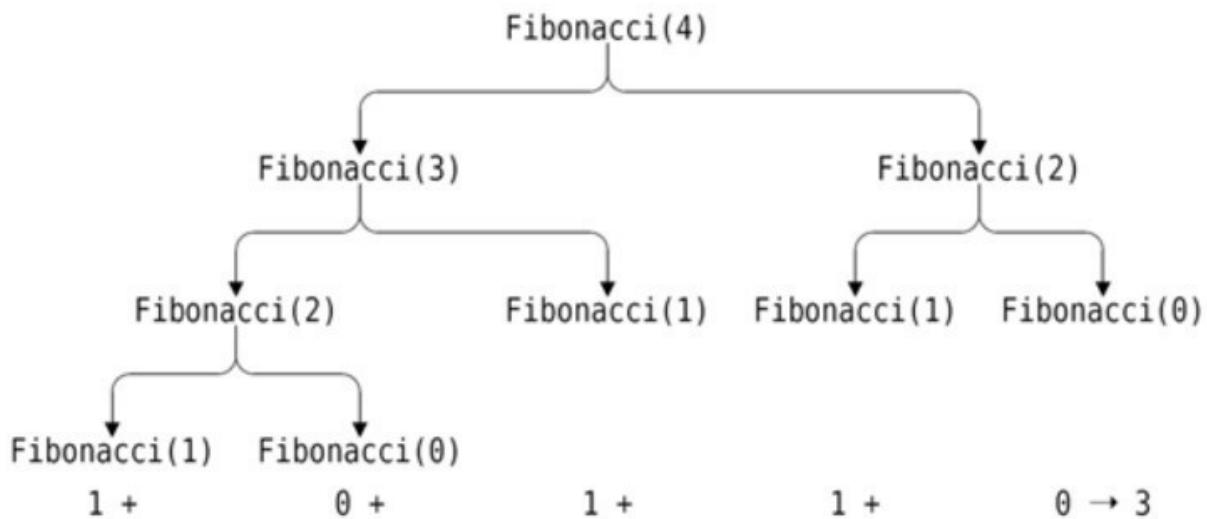 Fibonacci(4)
Fibonacci(3) Fibonacci(2)
Fibonacci(2) Fibonacci(1) Fibonacci(1) Fibonacci(0)
Fibonacci(1) Fibonacci(0)
1 + 0 + 1 + 1 + 0 → 3